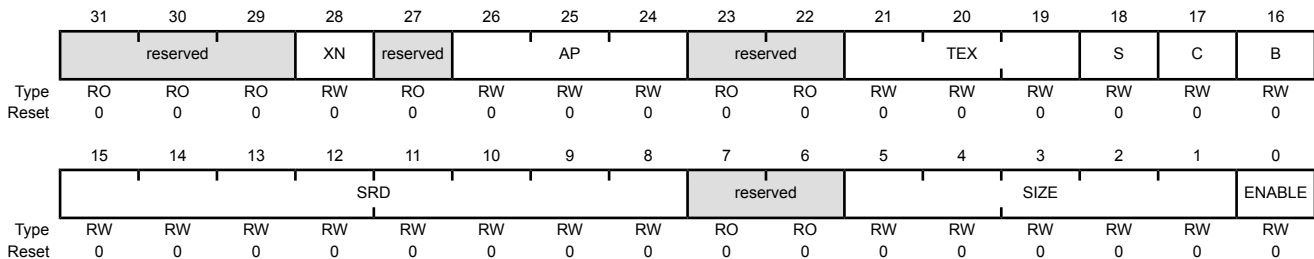 31 30 29 28 27 26 25 24 23 22 21 20 19 18 17 16
reserved XN reserved AP reserved TEX S C B
Type RO RO RO RW RO RW RW RW RO RO RW RW RW RW RW RW
Reset 0 0 0 0 0 0 0 0 0 0 0 0 0 0 0 0
15 14 13 12 11 10 9 8 7 6 5 4 3 2 1 0
SRD reserved SIZE ENABLE
Type RW RW RW RW RW RW RW RW RO RO RW RW RW RW RW RW
Reset 0 0 0 0 0 0 0 0 0 0 0 0 0 0 0 0